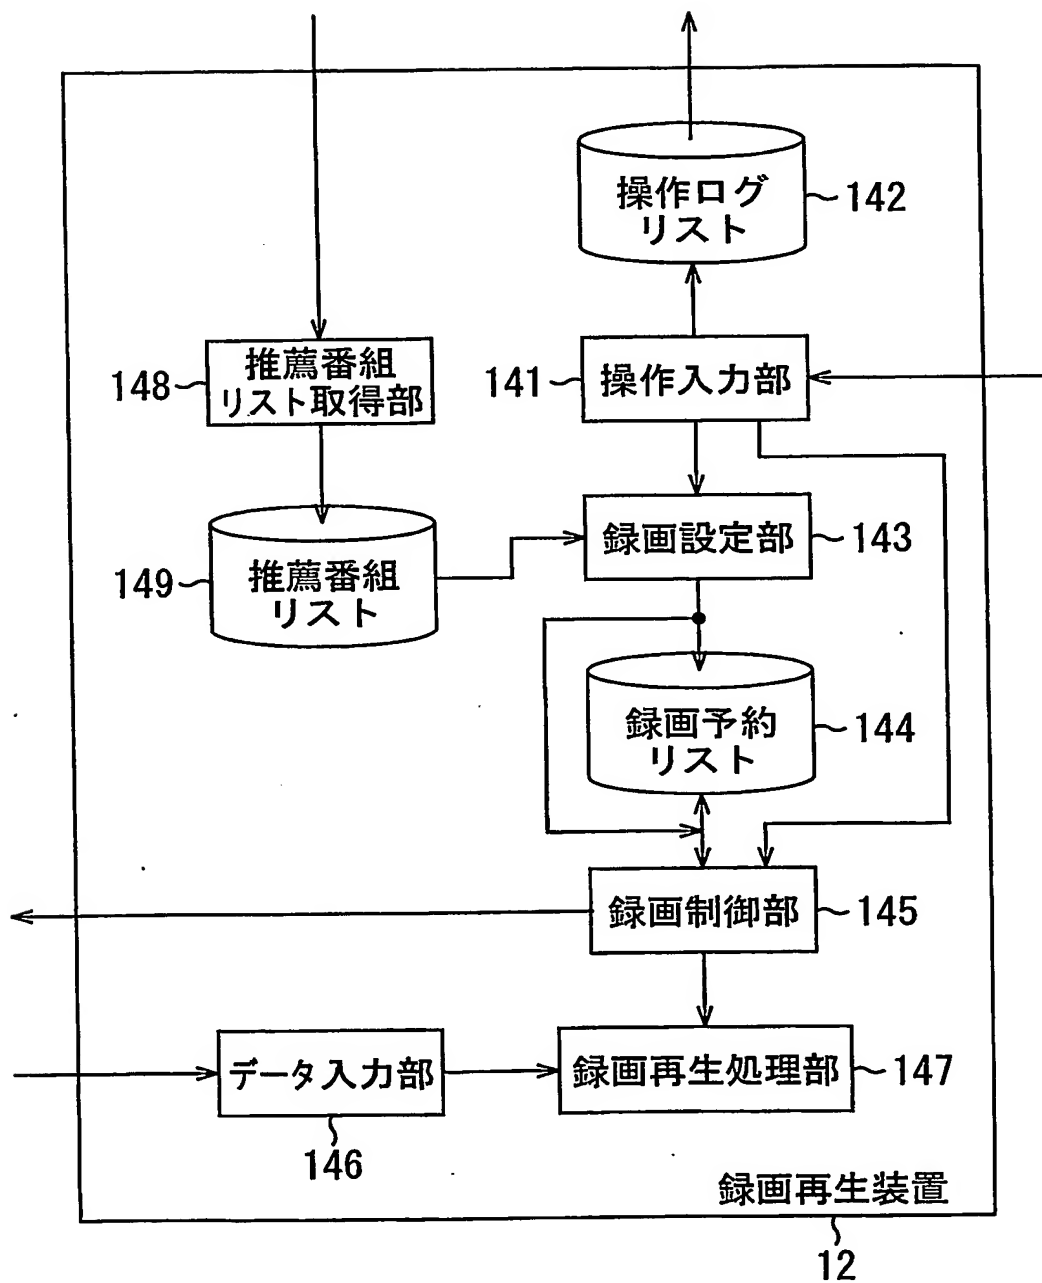 操作ログ
リスト
142
推薦番組
リスト取得部
148
141
操作入力部
録画設定部
143
149
推薦番組
リスト
録画予約
リスト
144
録画制御部
145
データ入力部
146
録画再生処理部
147
録画再生装置
12